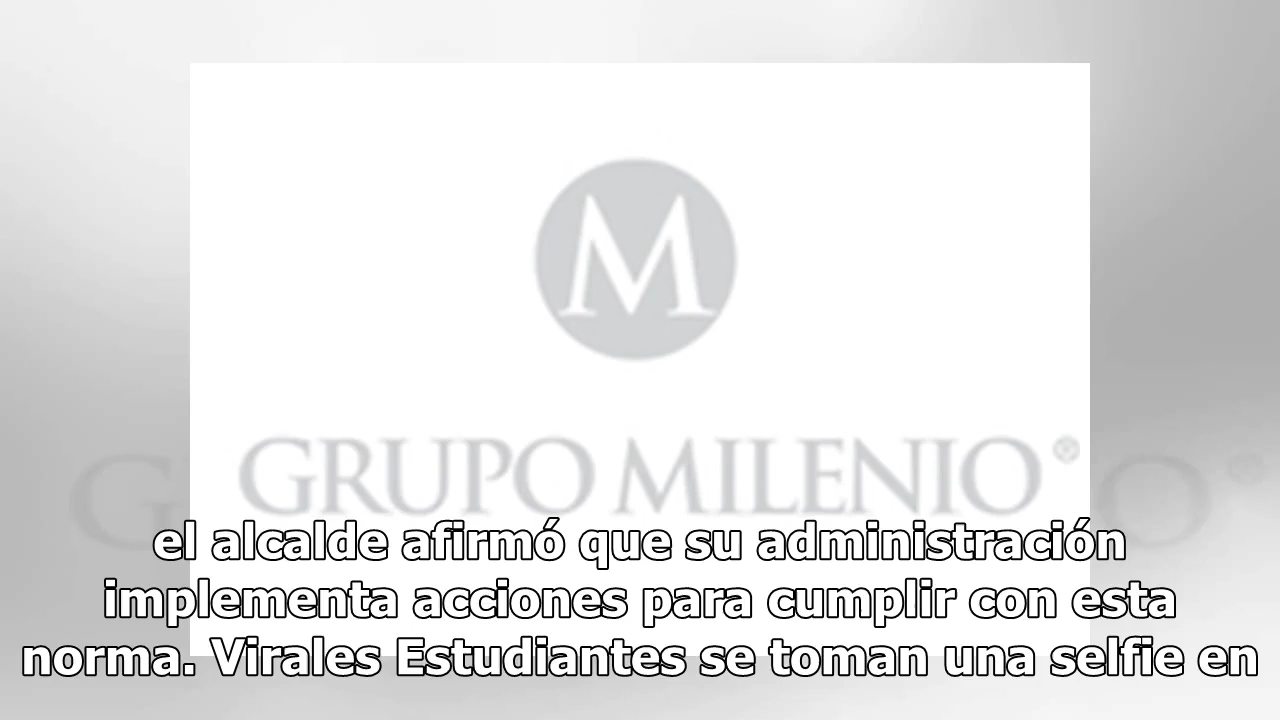 M
GRUPO MILENIO®
el alcalde afirmó que su administración
implementa acciones para cumplir con esta
norma. Virales Estudiantes se toman una selfie en